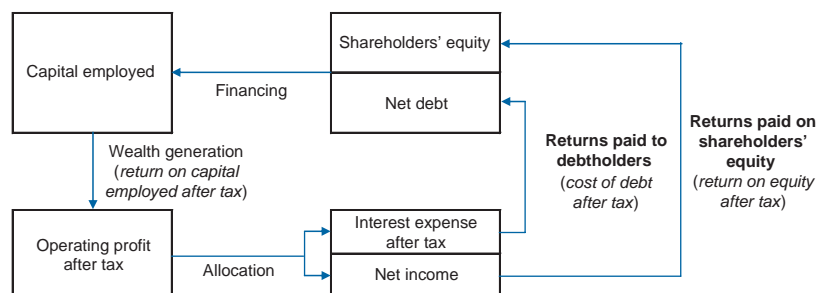 Shareholders' equity
Capital employed
Financing
Net debt
Returns paid on
shareholders'
equity
(return on equity
after tax)
Returns paid to
debtholders
(cost of debt
after tax)
Wealth generation
(return on capital
employed after tax)
Operating profit
after tax
Allocation
Interest expense
after tax
Net income